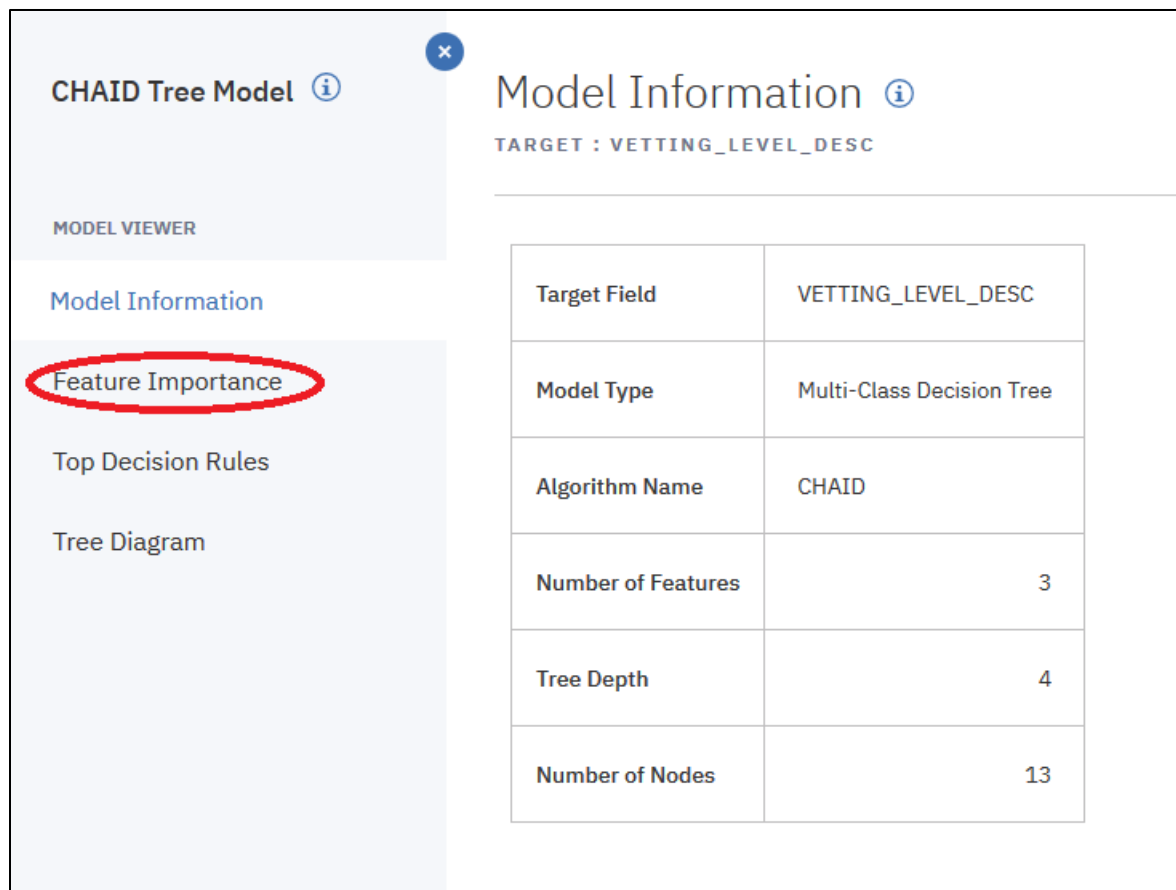 CHAID Tree Model
MODEL VIEWER
Model Information
Feature Importance
Top Decision Rules
Tree Diagram
Model Information
TARGET : VETTING_LEVEL_DESC
Target Field VETTING_LEVEL_DESC
Model Type Multi-Class Decision Tree
Algorithm Name CHAID
Number of Features 3
Tree Depth 4
Number of Nodes 13